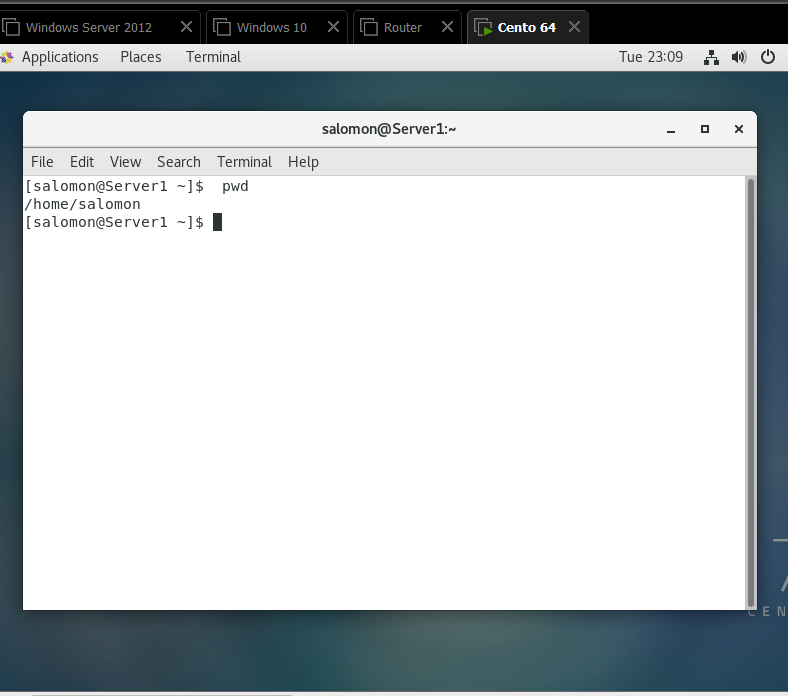 Windows Server 2012 Windows 10 Router Cento 64
Applications Places Terminal Tue 23:09
salomon@Server1:~
File Edit View Search Terminal Help
[salomon@Server1 ~]$  pwd
/home/salomon
[salomon@Server1 ~]$
CEN